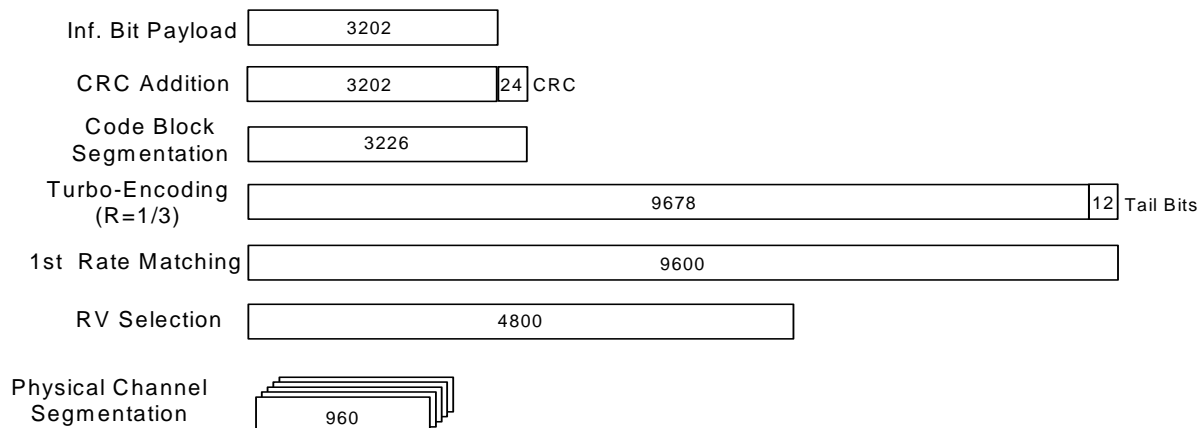 Inf. Bit Payload 3202
CRC Addition 3202 24 CRC
Code Block
Segmentation 3226
Turbo-Encoding
(R=1/3) 9678 12 Tail Bits
1st Rate Matching 9600
RV Selection 4800
Physical Channel
Segmentation 960